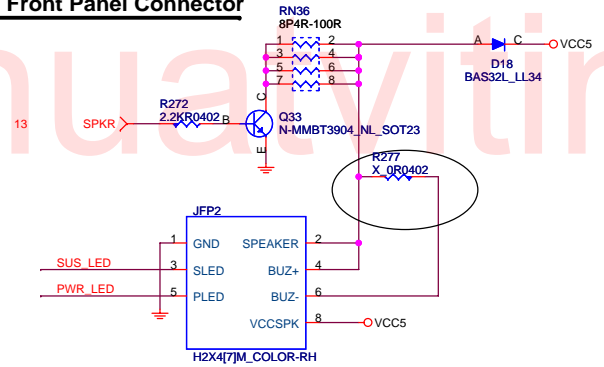 Front Panel Connector
RN36
8P4R-100R
1 2
3 4
5 6
7 8
A C
VCC5
D18
BAS32L_LL34
C
R272
2.2KR0402
B
Q33
N-MMBT3904_NL_SOT23
13
SPKR
E
R277
X_0R0402
JFP2
1 GND SPEAKER 2
SUS_LED 3 SLED BUZ+ 4
PWR_LED 5 PLED BUZ- 6
VCCSPK 8
VCC5
H2X4[7]M_COLOR-RH